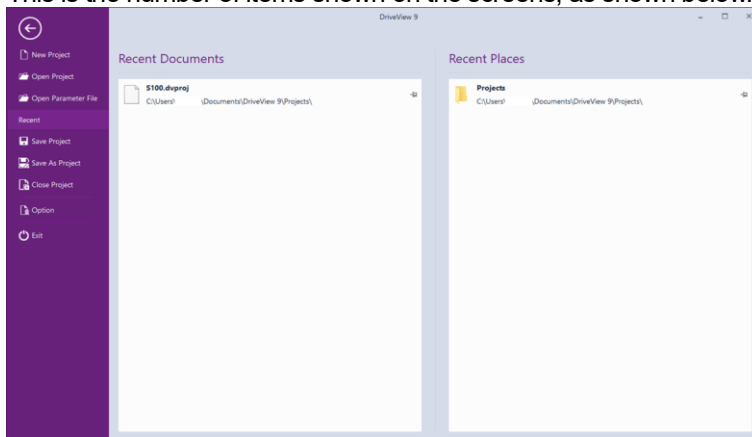 This is the number of items shown on the screens, as shown below.
DriveView 9
New Project
Open Project
Open Parameter File
Recent
Save Project
Save As Project
Close Project
Option
Exit
Recent Documents
S100.dvproj
C:\Users\ \Documents\DriveView 9\Projects\
Recent Places
Projects
C:\Users\ \Documents\DriveView 9\Projects\